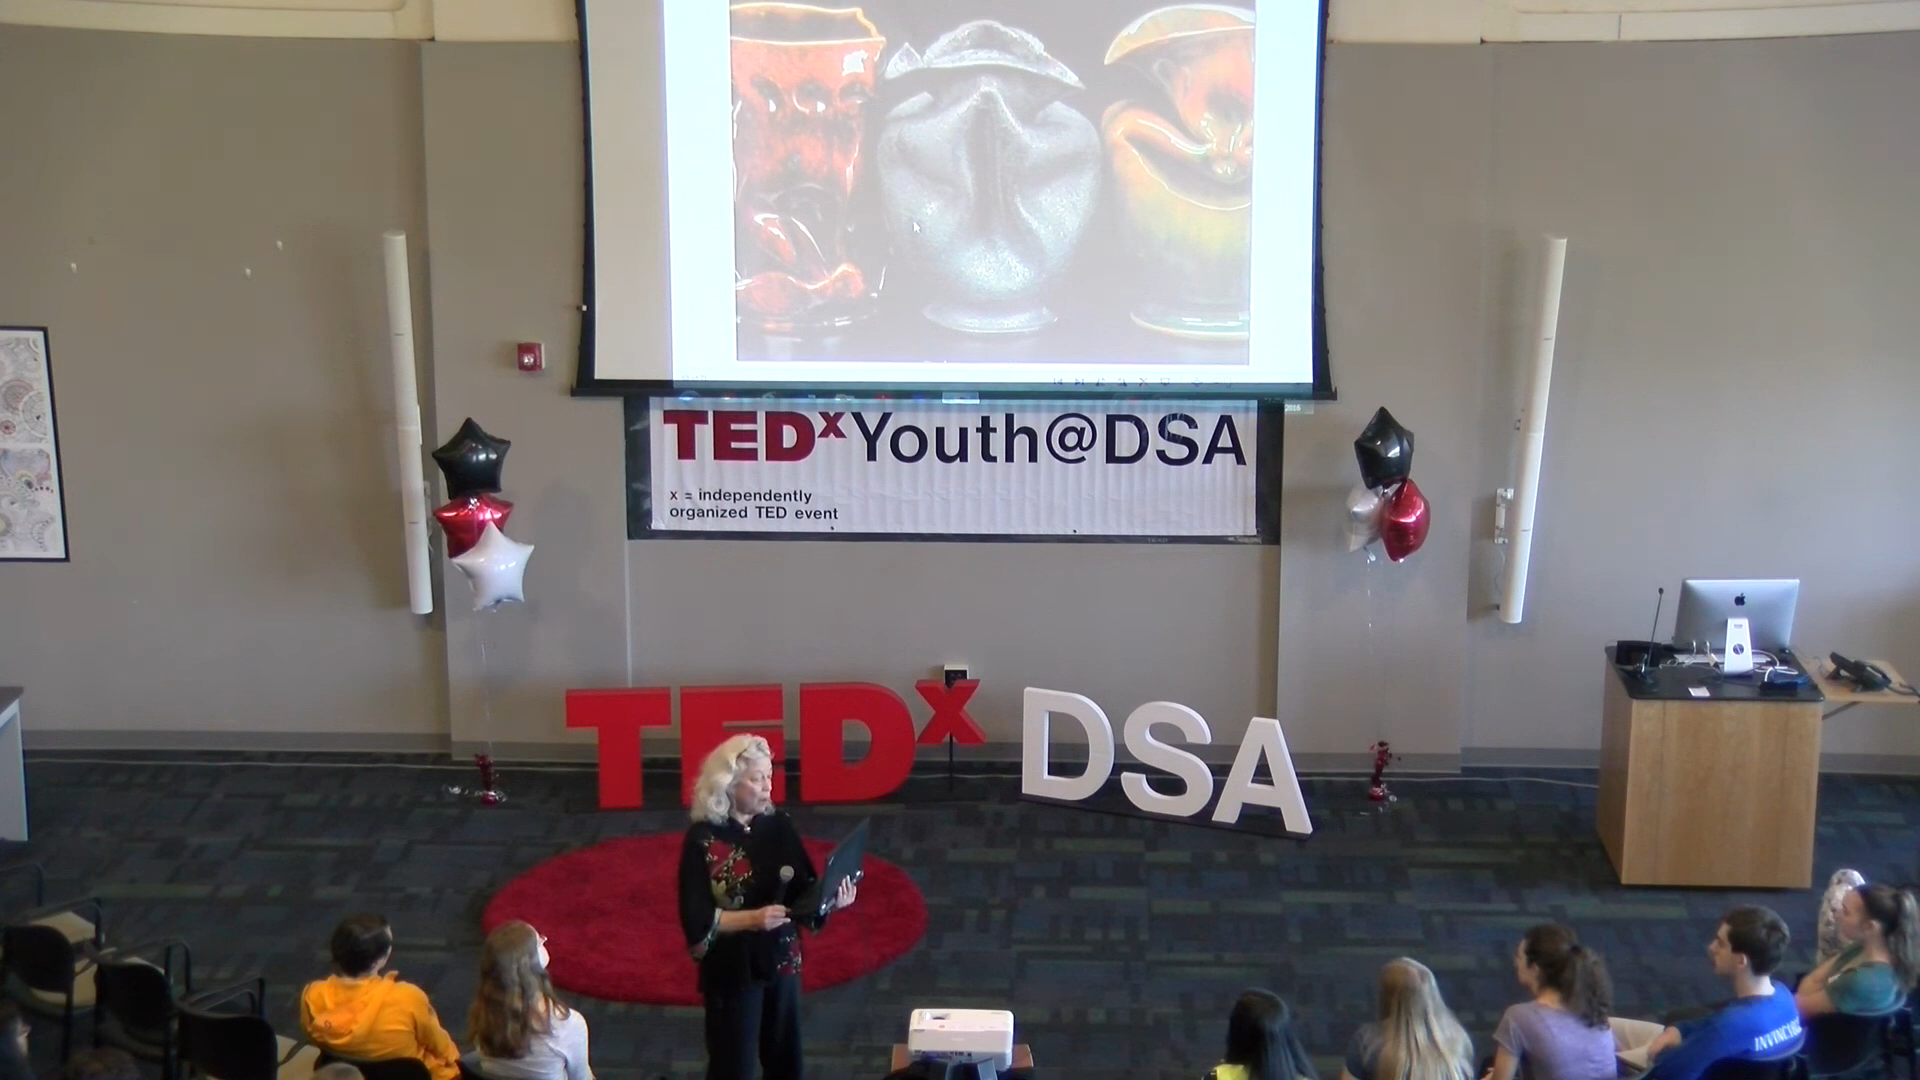 TEDxYouth@DSA
x = independently
organized TED event
TEDx DSA